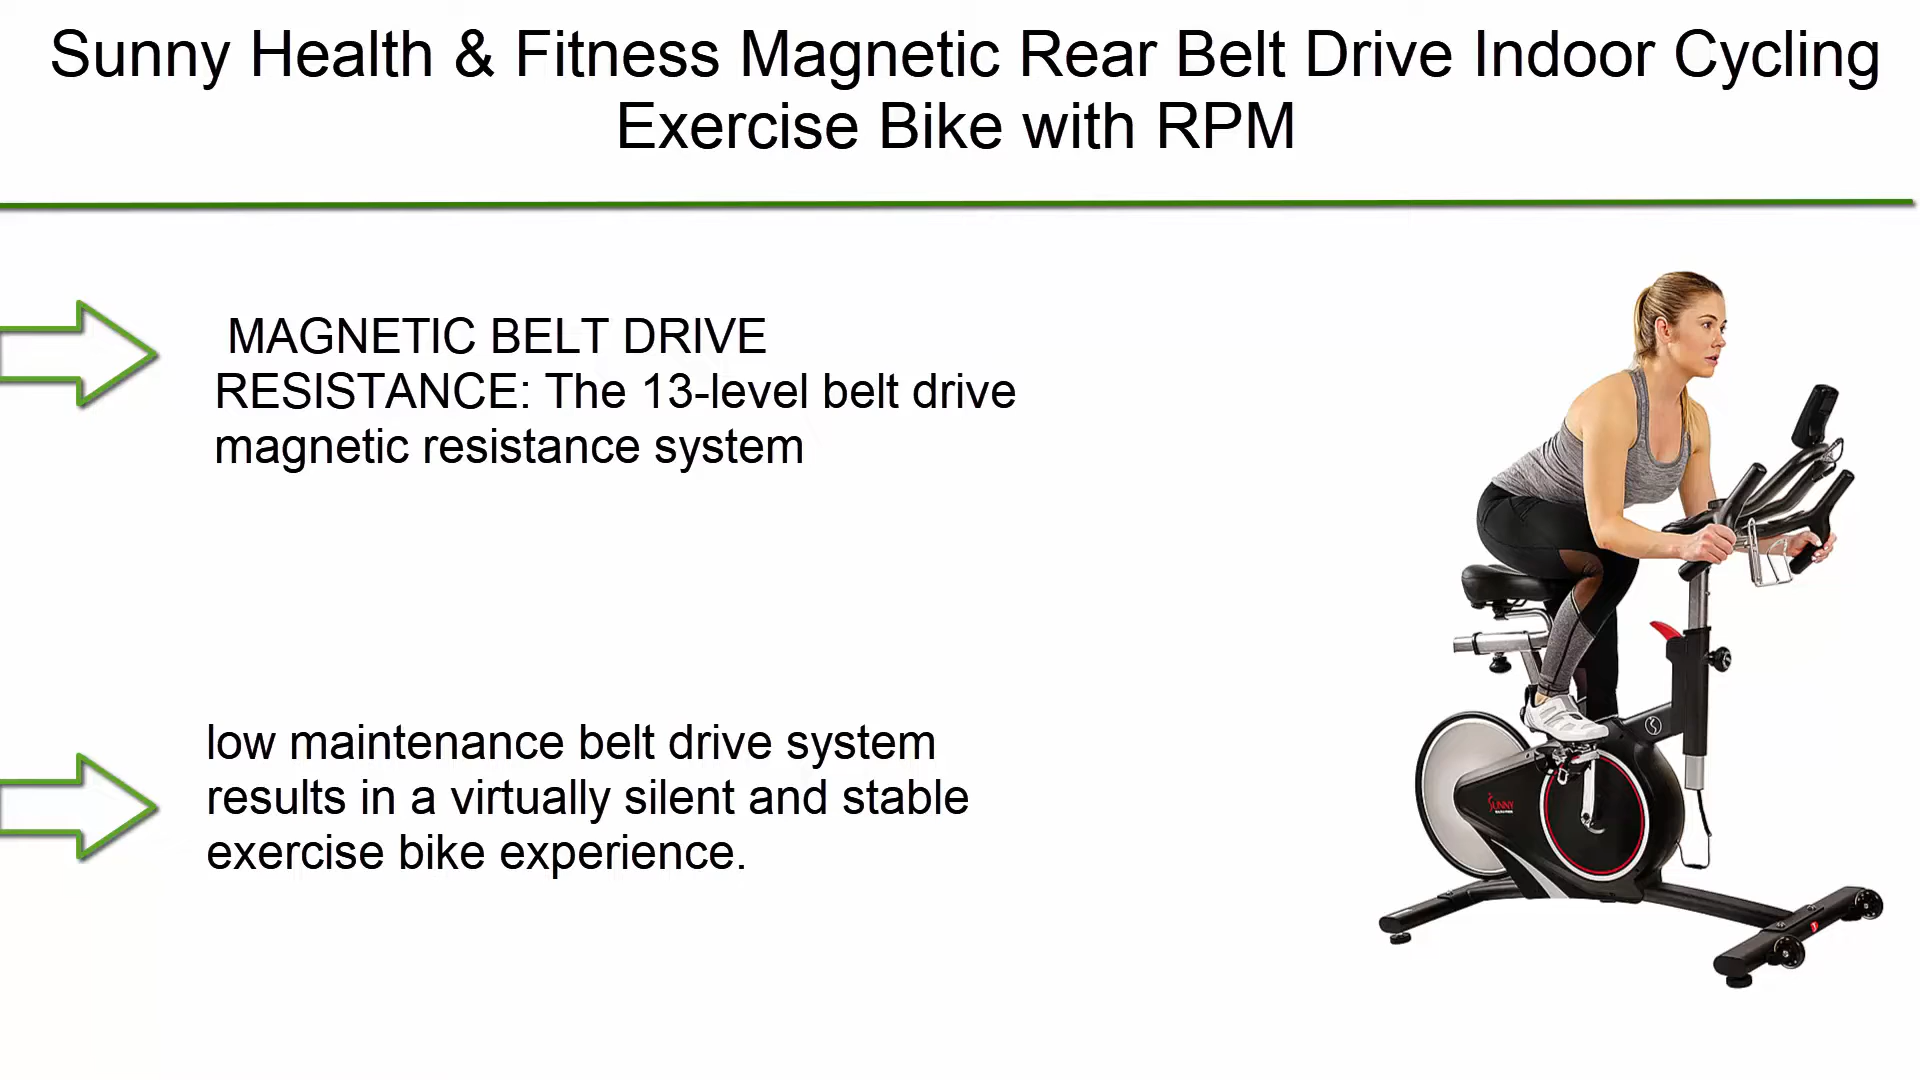 Sunny Health & Fitness Magnetic Rear Belt Drive Indoor Cycling
Exercise Bike with RPM
MAGNETIC BELT DRIVE
RESISTANCE: The 13-level belt drive
magnetic resistance system
low maintenance belt drive system
results in a virtually silent and stable
exercise bike experience.
SUNNY